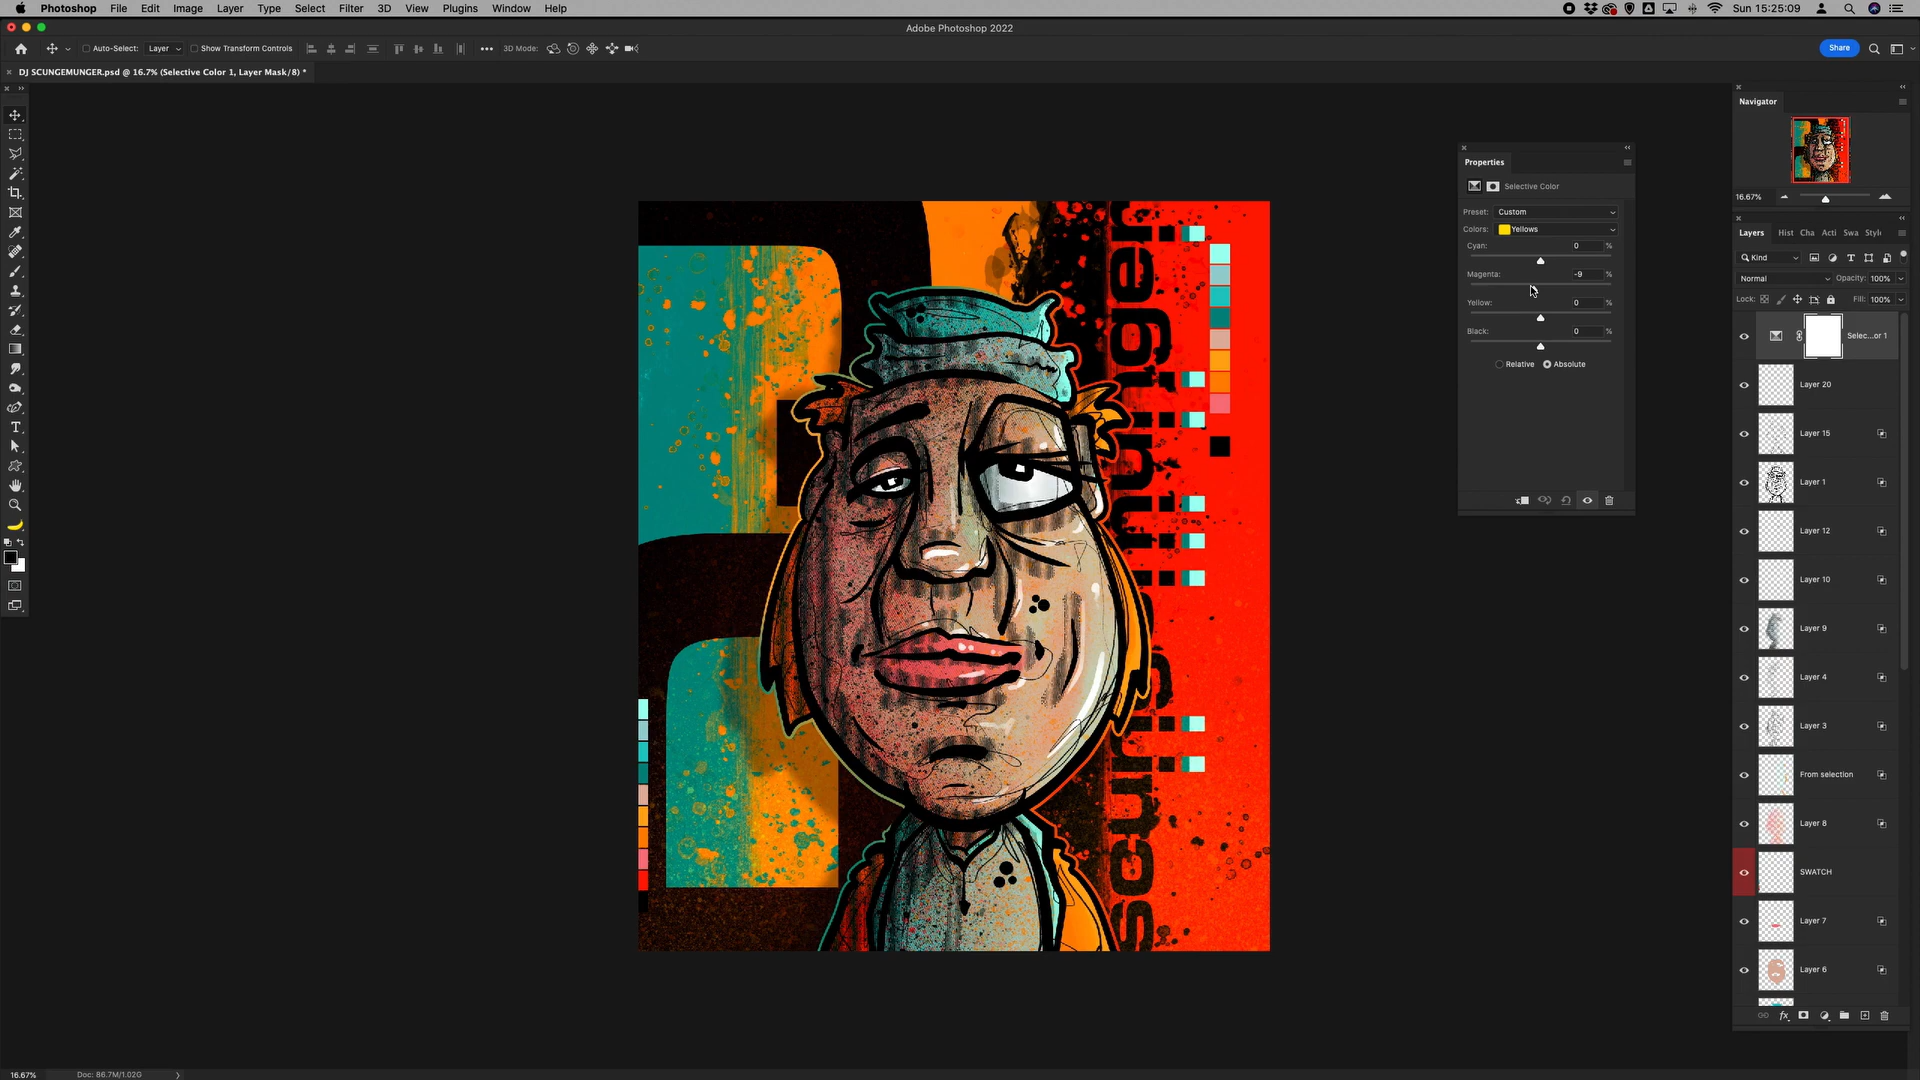 Photoshop File Edit Image Layer Type Select Filter 3D View Plugins Window Help
Sun 15:25:09
Adobe Photoshop 2022
Auto-Select: Layer Show Transform Controls 3D Mode: Share
DJ SCUNGEMUNGER.psd @ 16.7% (Selective Color 1, Layer Mask/8) *
Navigator
16.67%
Properties
Selective Color
Preset: Custom
Colors: Yellows
Cyan: 0 %
Magenta: -9 %
Yellow: 0 %
Black: 0 %
Relative Absolute
Layers Hist Cha Acti Swa Style
Kind
Normal Opacity: 100%
Lock: Fill: 100%
Selec...or 1
Layer 20
Layer 15
Layer 1
Layer 12
Layer 10
Layer 9
Layer 4
Layer 3
From selection
Layer 8
SWATCH
Layer 7
Layer 6
fx
16.67% Doc: 86.7M/1.02G